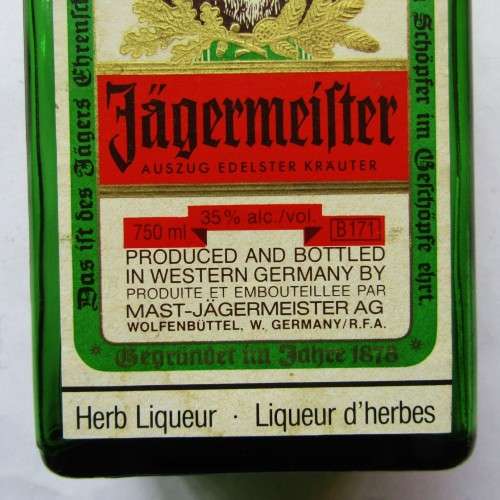 Das ist des Jägers Ehrensc
Schöpfer im Geschöpfe ehrt.
Jägermeister
AUSZUG EDELSTER KRÄUTER
750 ml 35% alc./vol. B171
PRODUCED AND BOTTLED
IN WESTERN GERMANY BY
PRODUITE ET EMBOUTEILLEE PAR
MAST-JÄGERMEISTER AG
WOLFENBÜTTEL, W. GERMANY/R.F.A.
* Gegründet im Jahre 1878 *
Herb Liqueur · Liqueur d'herbes